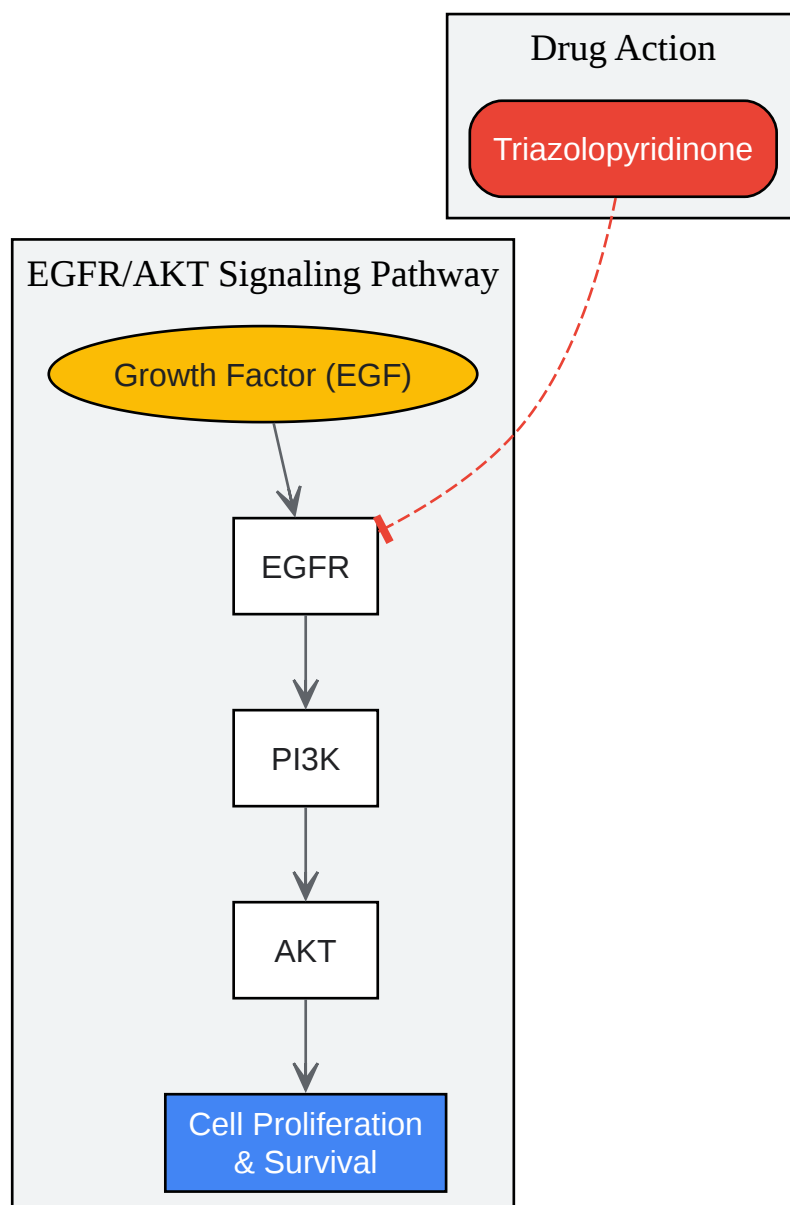 Drug Action
Triazolopyridinone
EGFR/AKT Signaling Pathway
Growth Factor (EGF)
EGFR
PI3K
AKT
Cell Proliferation
& Survival